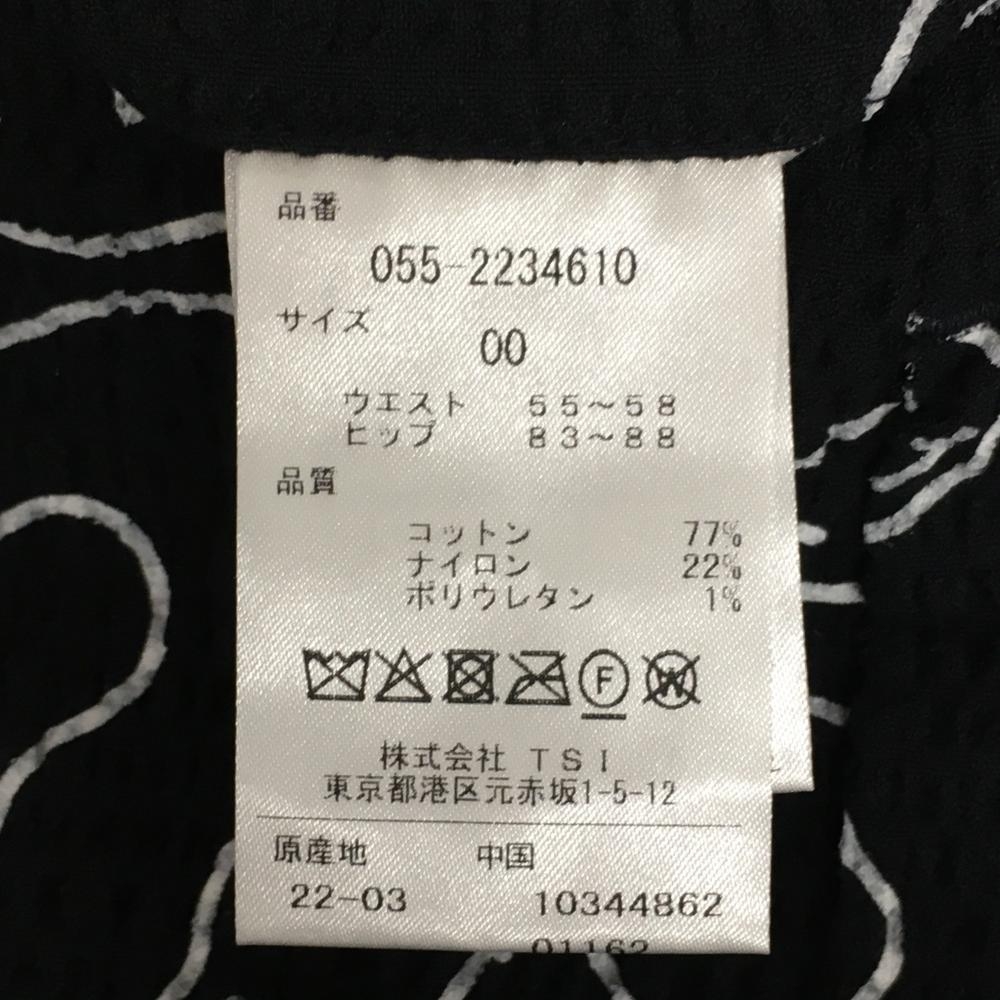 品番
055-2234610
サイズ
00
ウエスト 55~58
ヒップ 83~88
品質
コットン 77%
ナイロン 22%
ポリウレタン 1%
F W
株式会社 TSI
東京都港区元赤坂1-5-12
原産地 中国
22-03 10344862
01162